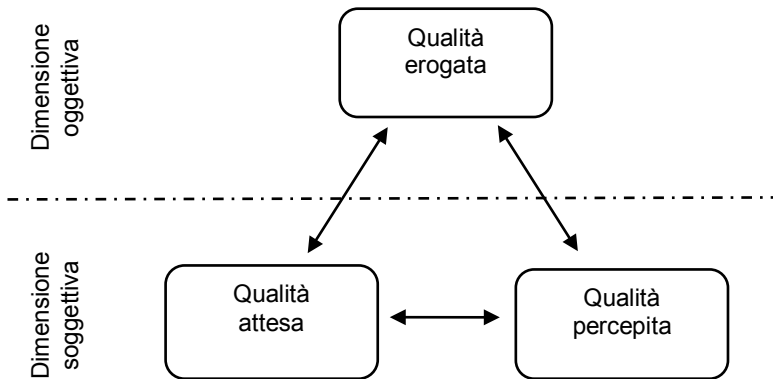 Dimensione
oggettiva
Qualità
erogata
Dimensione
soggettiva
Qualità
attesa
Qualità
percepita